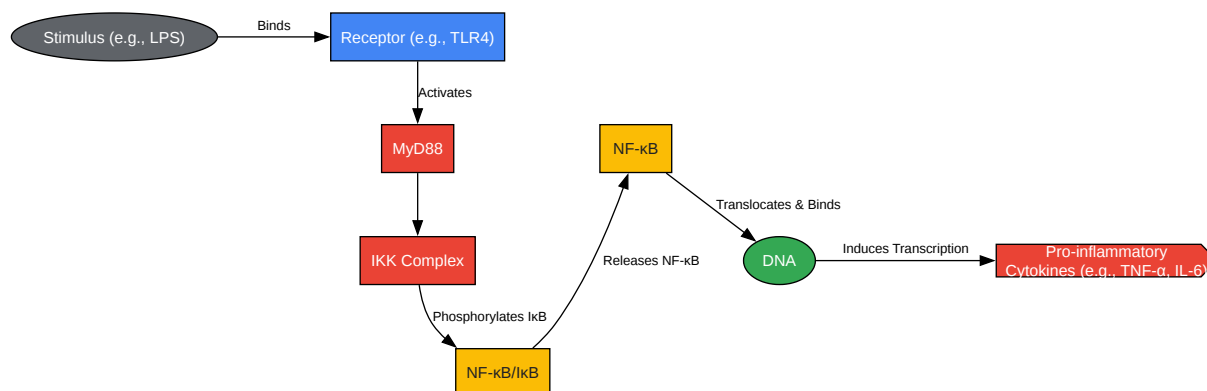 Stimulus (e.g., LPS)
Binds
Receptor (e.g., TLR4)
Activates
MyD88
NF-κB
IKK Complex
Translocates & Binds
Releases NF-κB
DNA
Induces Transcription
Pro-inflammatory
Cytokines (e.g., TNF-α, IL-6)
Phosphorylates IκB
NF-κB/IκB